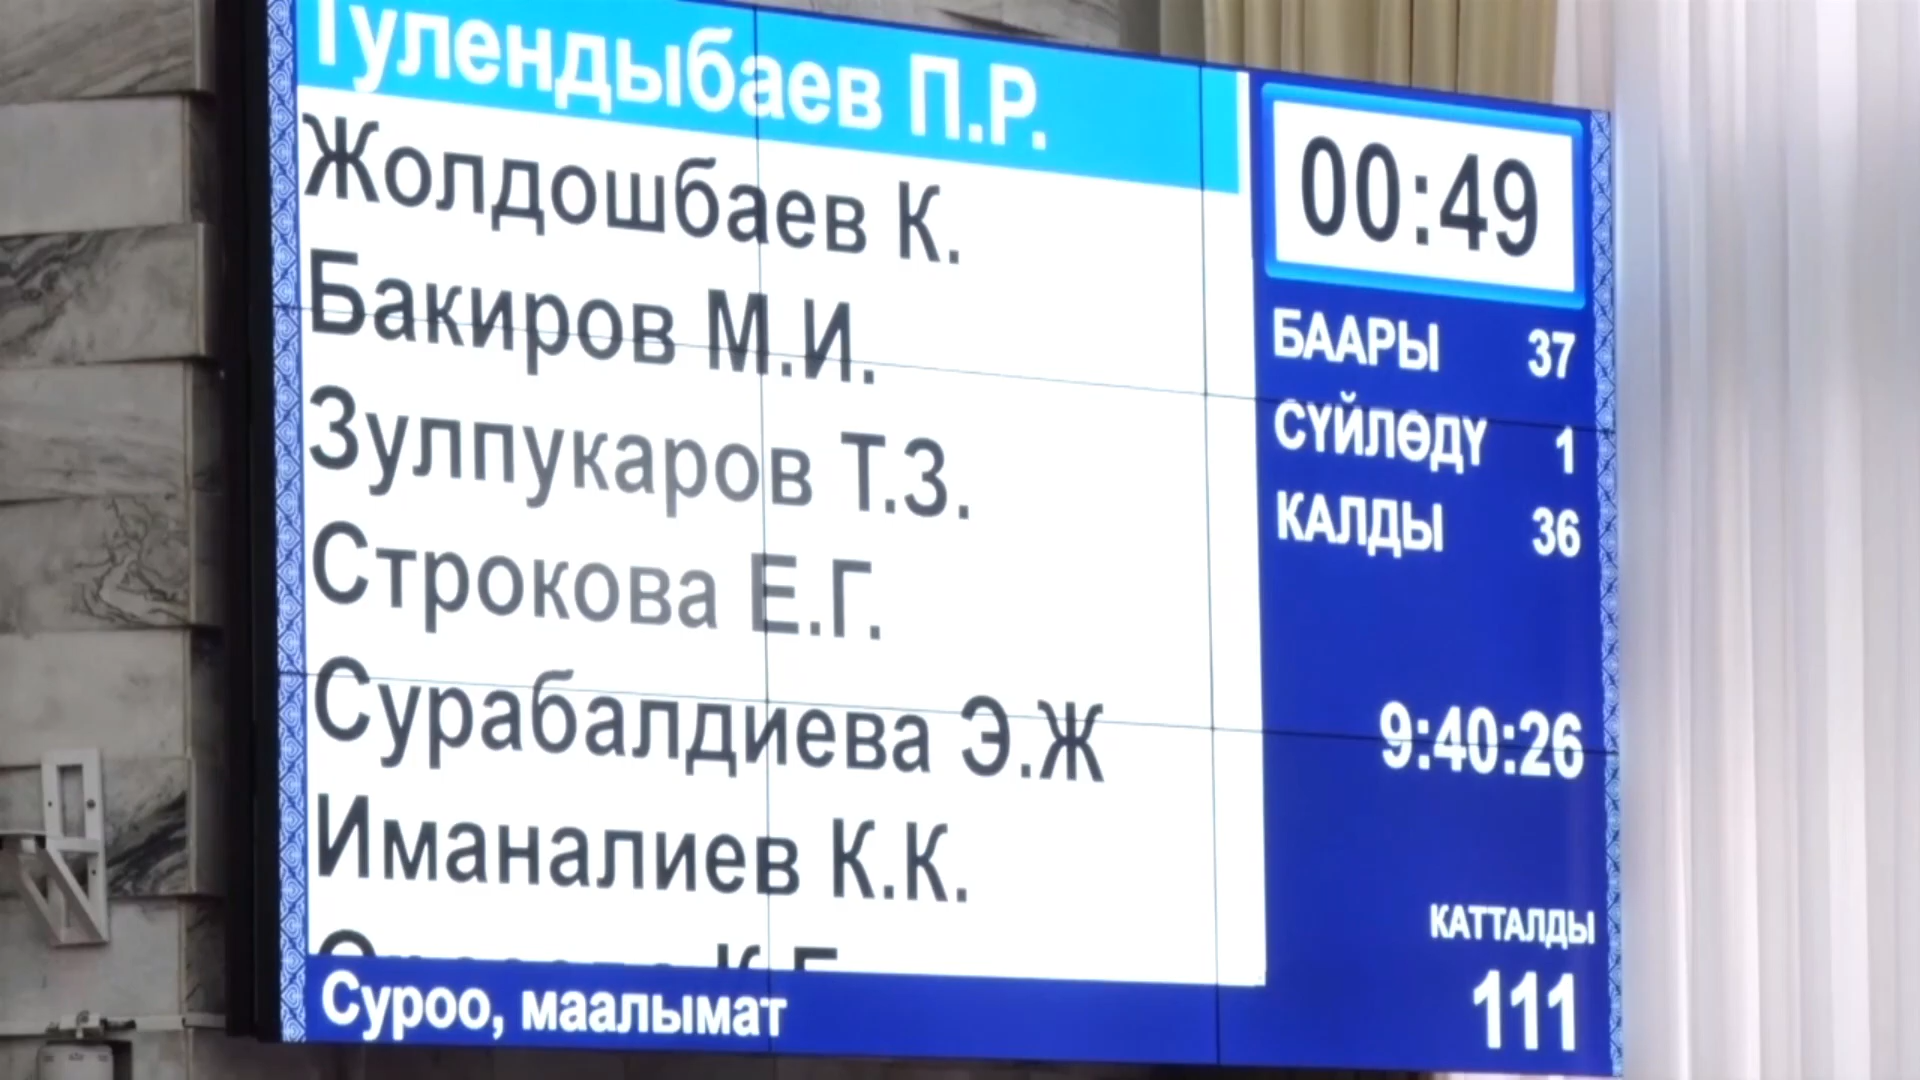 Тулендыбаев П.Р.
Жолдошбаев К.
Бакиров М.И.
Зулпукаров Т.З.
Строкова Е.Г.
Сурабалдиева Э.Ж
Иманалиев К.К.
Суроо, маалымат
00:49
БААРЫ 37
СҮЙЛӨДҮ 1
КАЛДЫ 36
9:40:26
КАТТАЛДЫ
111